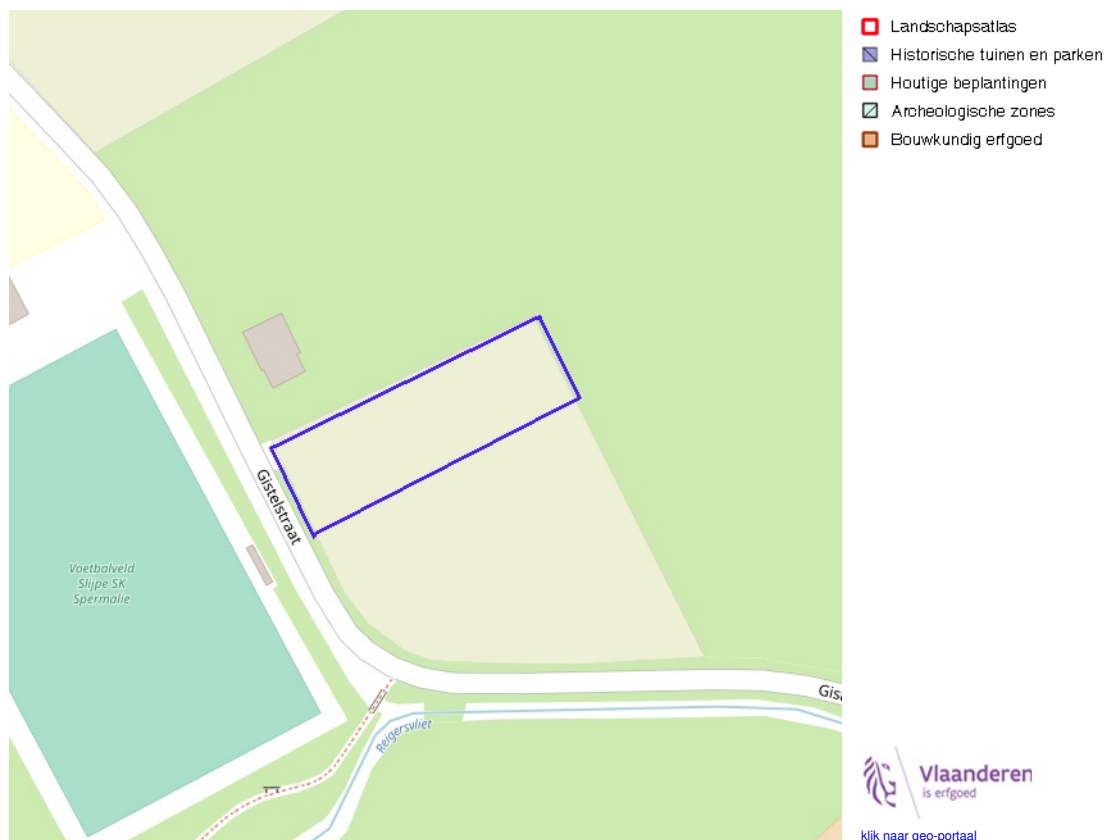 Landschapsatlas
Historische tuinen en parken
Houtige beplantingen
Archeologische zones
Bouwkundig erfgoed
Gistelstraat
Voetbalveld
Slijpe SK
Spermalie
Gist
Reigersvliet
Vlaanderen
is erfgoed
klik naar geo-portaal